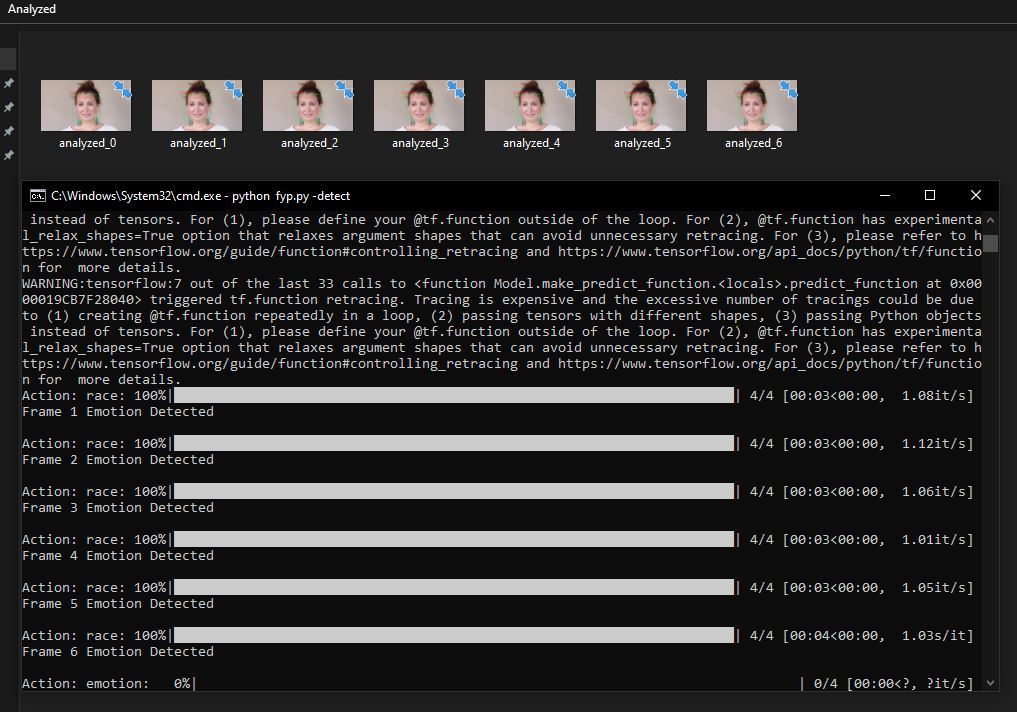 Analyzed
analyzed_0 analyzed_1 analyzed_2 analyzed_3 analyzed_4 analyzed_5 analyzed_6
C:\Windows\System32\cmd.exe - python fyp.py -detect
instead of tensors. For (1), please define your @tf.function outside of the loop. For (2), @tf.function has experimenta
l_relax_shapes=True option that relaxes argument shapes that can avoid unnecessary retracing. For (3), please refer to h
ttps://www.tensorflow.org/guide/function#controlling_retracing and https://www.tensorflow.org/api_docs/python/tf/functio
n for  more details.
WARNING:tensorflow:7 out of the last 33 calls to <function Model.make_predict_function.<locals>.predict_function at 0x00
00019CB7F28040> triggered tf.function retracing. Tracing is expensive and the excessive number of tracings could be due
to (1) creating @tf.function repeatedly in a loop, (2) passing tensors with different shapes, (3) passing Python objects
instead of tensors. For (1), please define your @tf.function outside of the loop. For (2), @tf.function has experimenta
l_relax_shapes=True option that relaxes argument shapes that can avoid unnecessary retracing. For (3), please refer to h
ttps://www.tensorflow.org/guide/function#controlling_retracing and https://www.tensorflow.org/api_docs/python/tf/functio
n for  more details.
Action: race: 100%| | 4/4 [00:03<00:00,  1.08it/s]
Frame 1 Emotion Detected
Action: race: 100%| | 4/4 [00:03<00:00,  1.12it/s]
Frame 2 Emotion Detected
Action: race: 100%| | 4/4 [00:03<00:00,  1.06it/s]
Frame 3 Emotion Detected
Action: race: 100%| | 4/4 [00:03<00:00,  1.01it/s]
Frame 4 Emotion Detected
Action: race: 100%| | 4/4 [00:03<00:00,  1.05it/s]
Frame 5 Emotion Detected
Action: race: 100%| | 4/4 [00:04<00:00,  1.03s/it]
Frame 6 Emotion Detected
Action: emotion:   0%| | 0/4 [00:00<?, ?it/s]